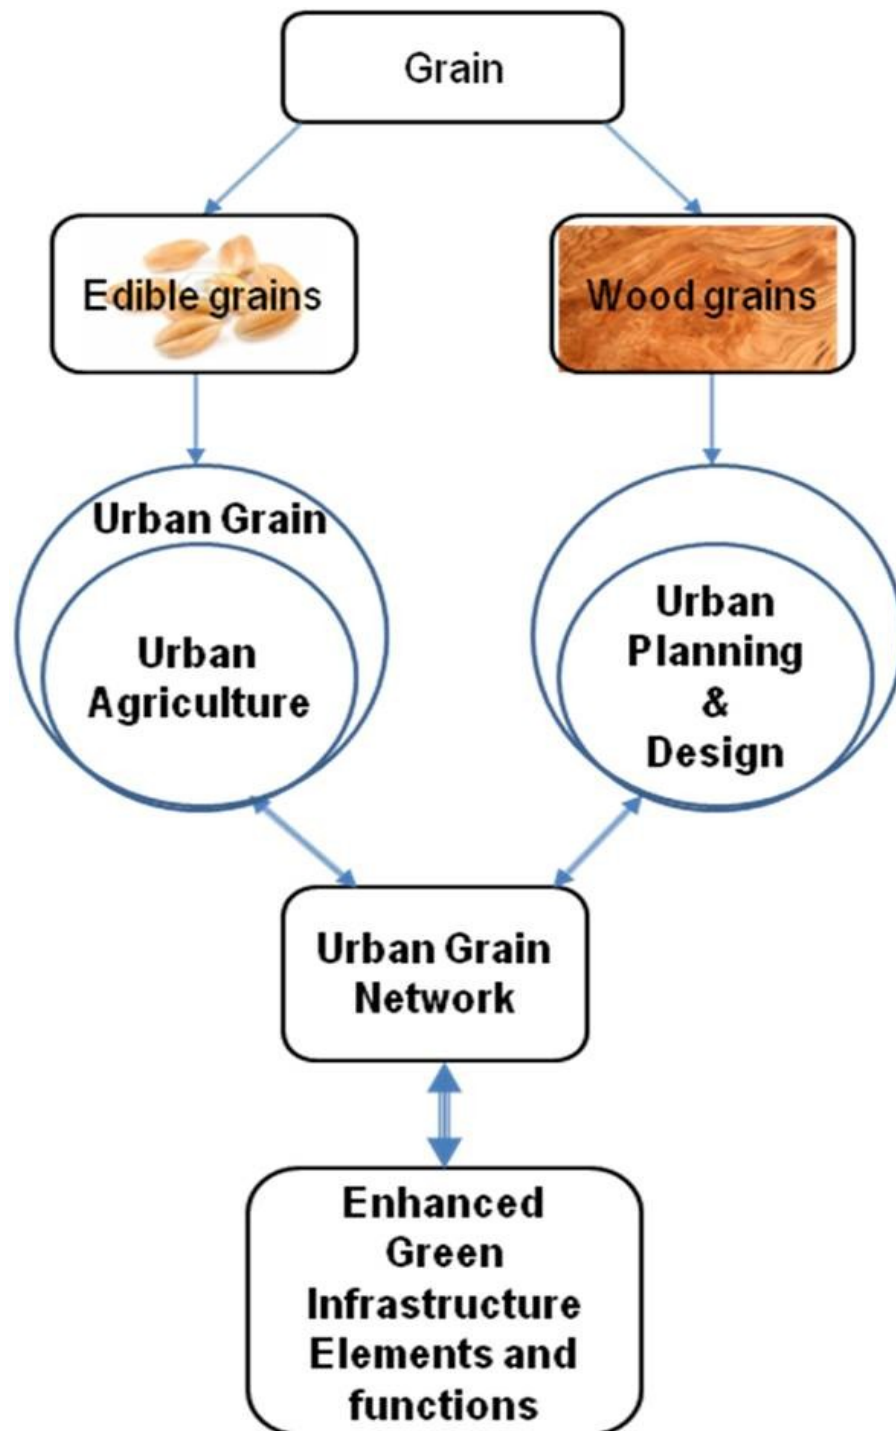 Grain
Edible grains
Wood grains
Urban Grain
Urban
Agriculture
Urban
Planning
&
Design
Urban Grain
Network
Enhanced
Green
Infrastructure
Elements and
functions